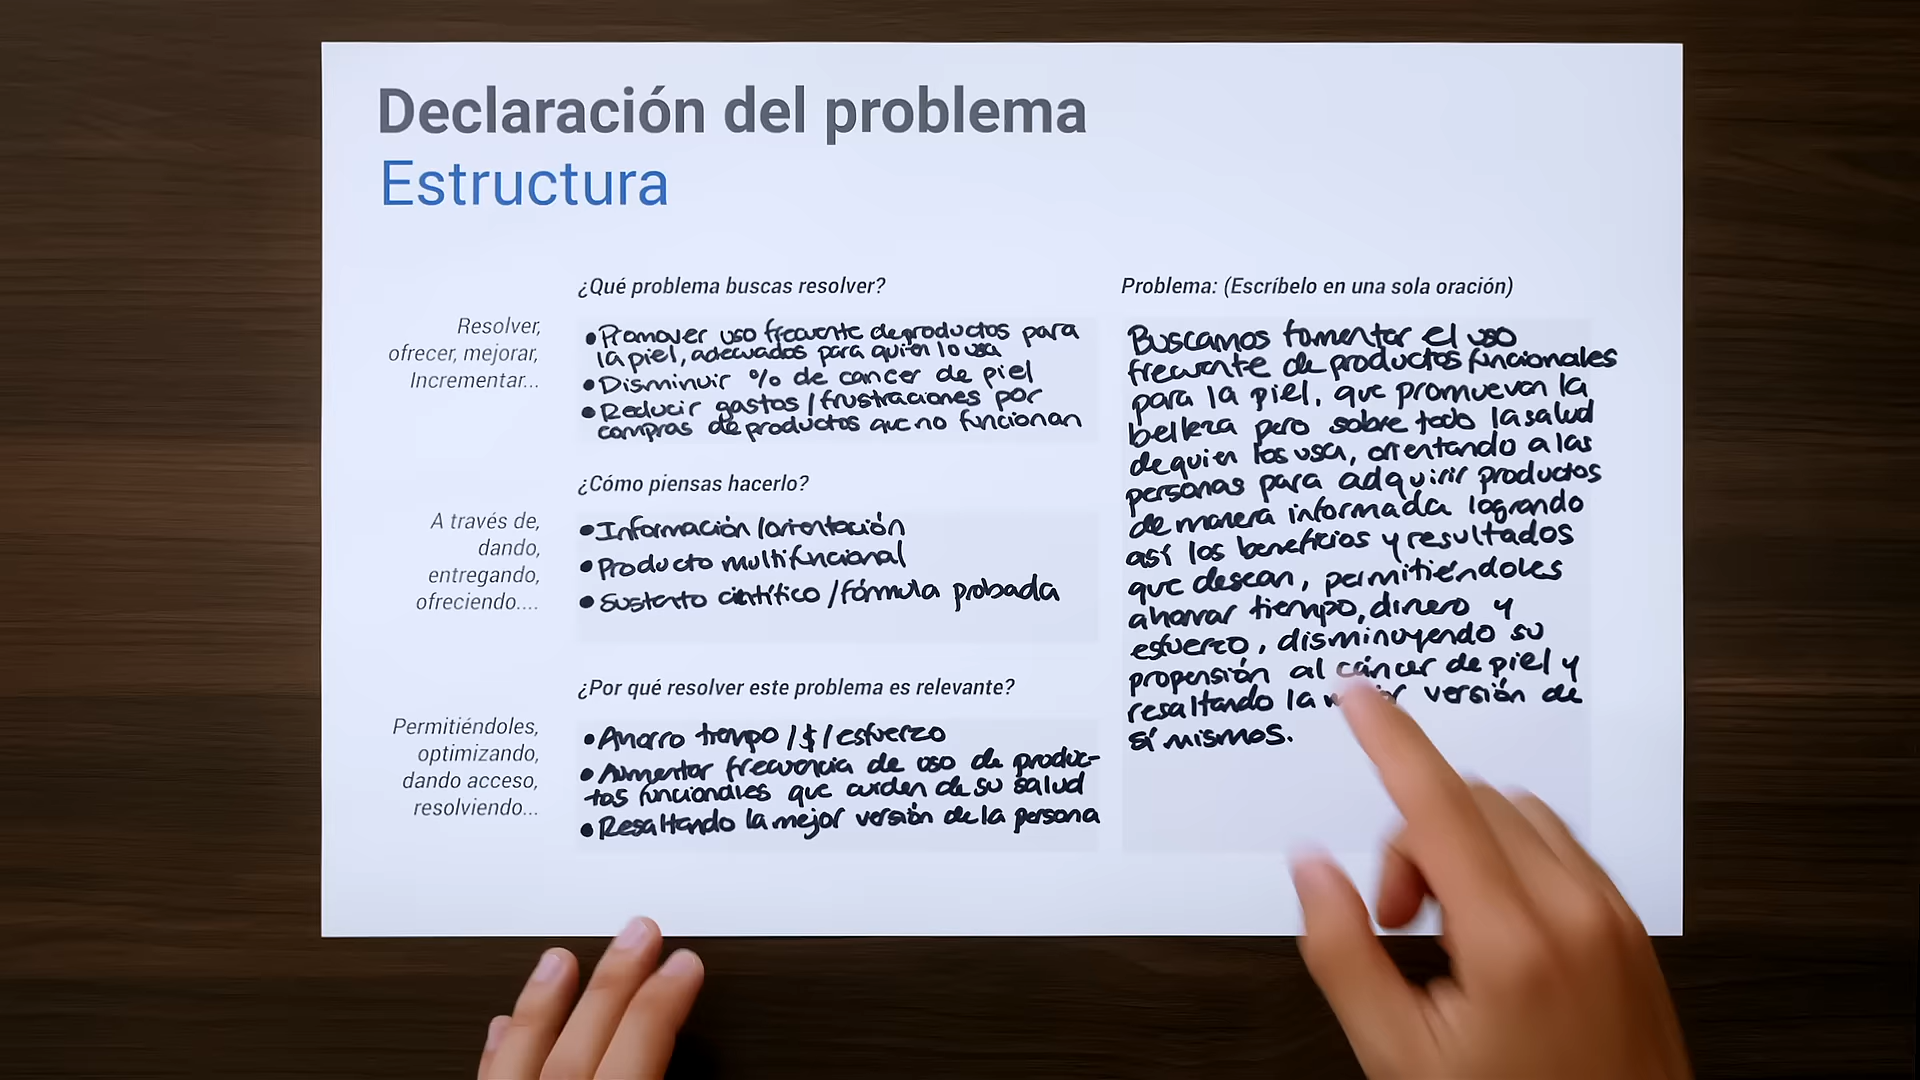 Declaración del problema
Estructura
¿Qué problema buscas resolver?
Resolver,
ofrecer, mejorar,
Incrementar...
• Promover uso frecuente de productos para
la piel, adecuados para quien lo usa
• Disminuir % de cancer de piel
• Reducir gastos / frustraciones por
compras de productos que no funcionan
¿Cómo piensas hacerlo?
A través de,
dando,
entregando,
ofreciendo....
• Información / orientación
• Producto multifuncional
• Sustento científico / fórmula probada
¿Por qué resolver este problema es relevante?
Permitiéndoles,
optimizando,
dando acceso,
resolviendo...
• Ahorro tiempo / $ / esfuerzo
• Aumentar frecuencia de uso de produc-
tos funcionales que cuiden de su salud
• Resaltando la mejor versión de la persona
Problema: (Escríbelo en una sola oración)
Buscamos fomentar el uso
frecuente de productos funcionales
para la piel, que promuevan la
belleza pero sobre todo la salud
de quien los usa, orientando a las
personas para adquirir productos
de manera informada logrando
así los beneficios y resultados
que desean, permitiéndoles
ahorrar tiempo, dinero y
esfuerzo, disminuyendo su
propensión al cáncer de piel y
resaltando la mejor versión de
sí mismos.